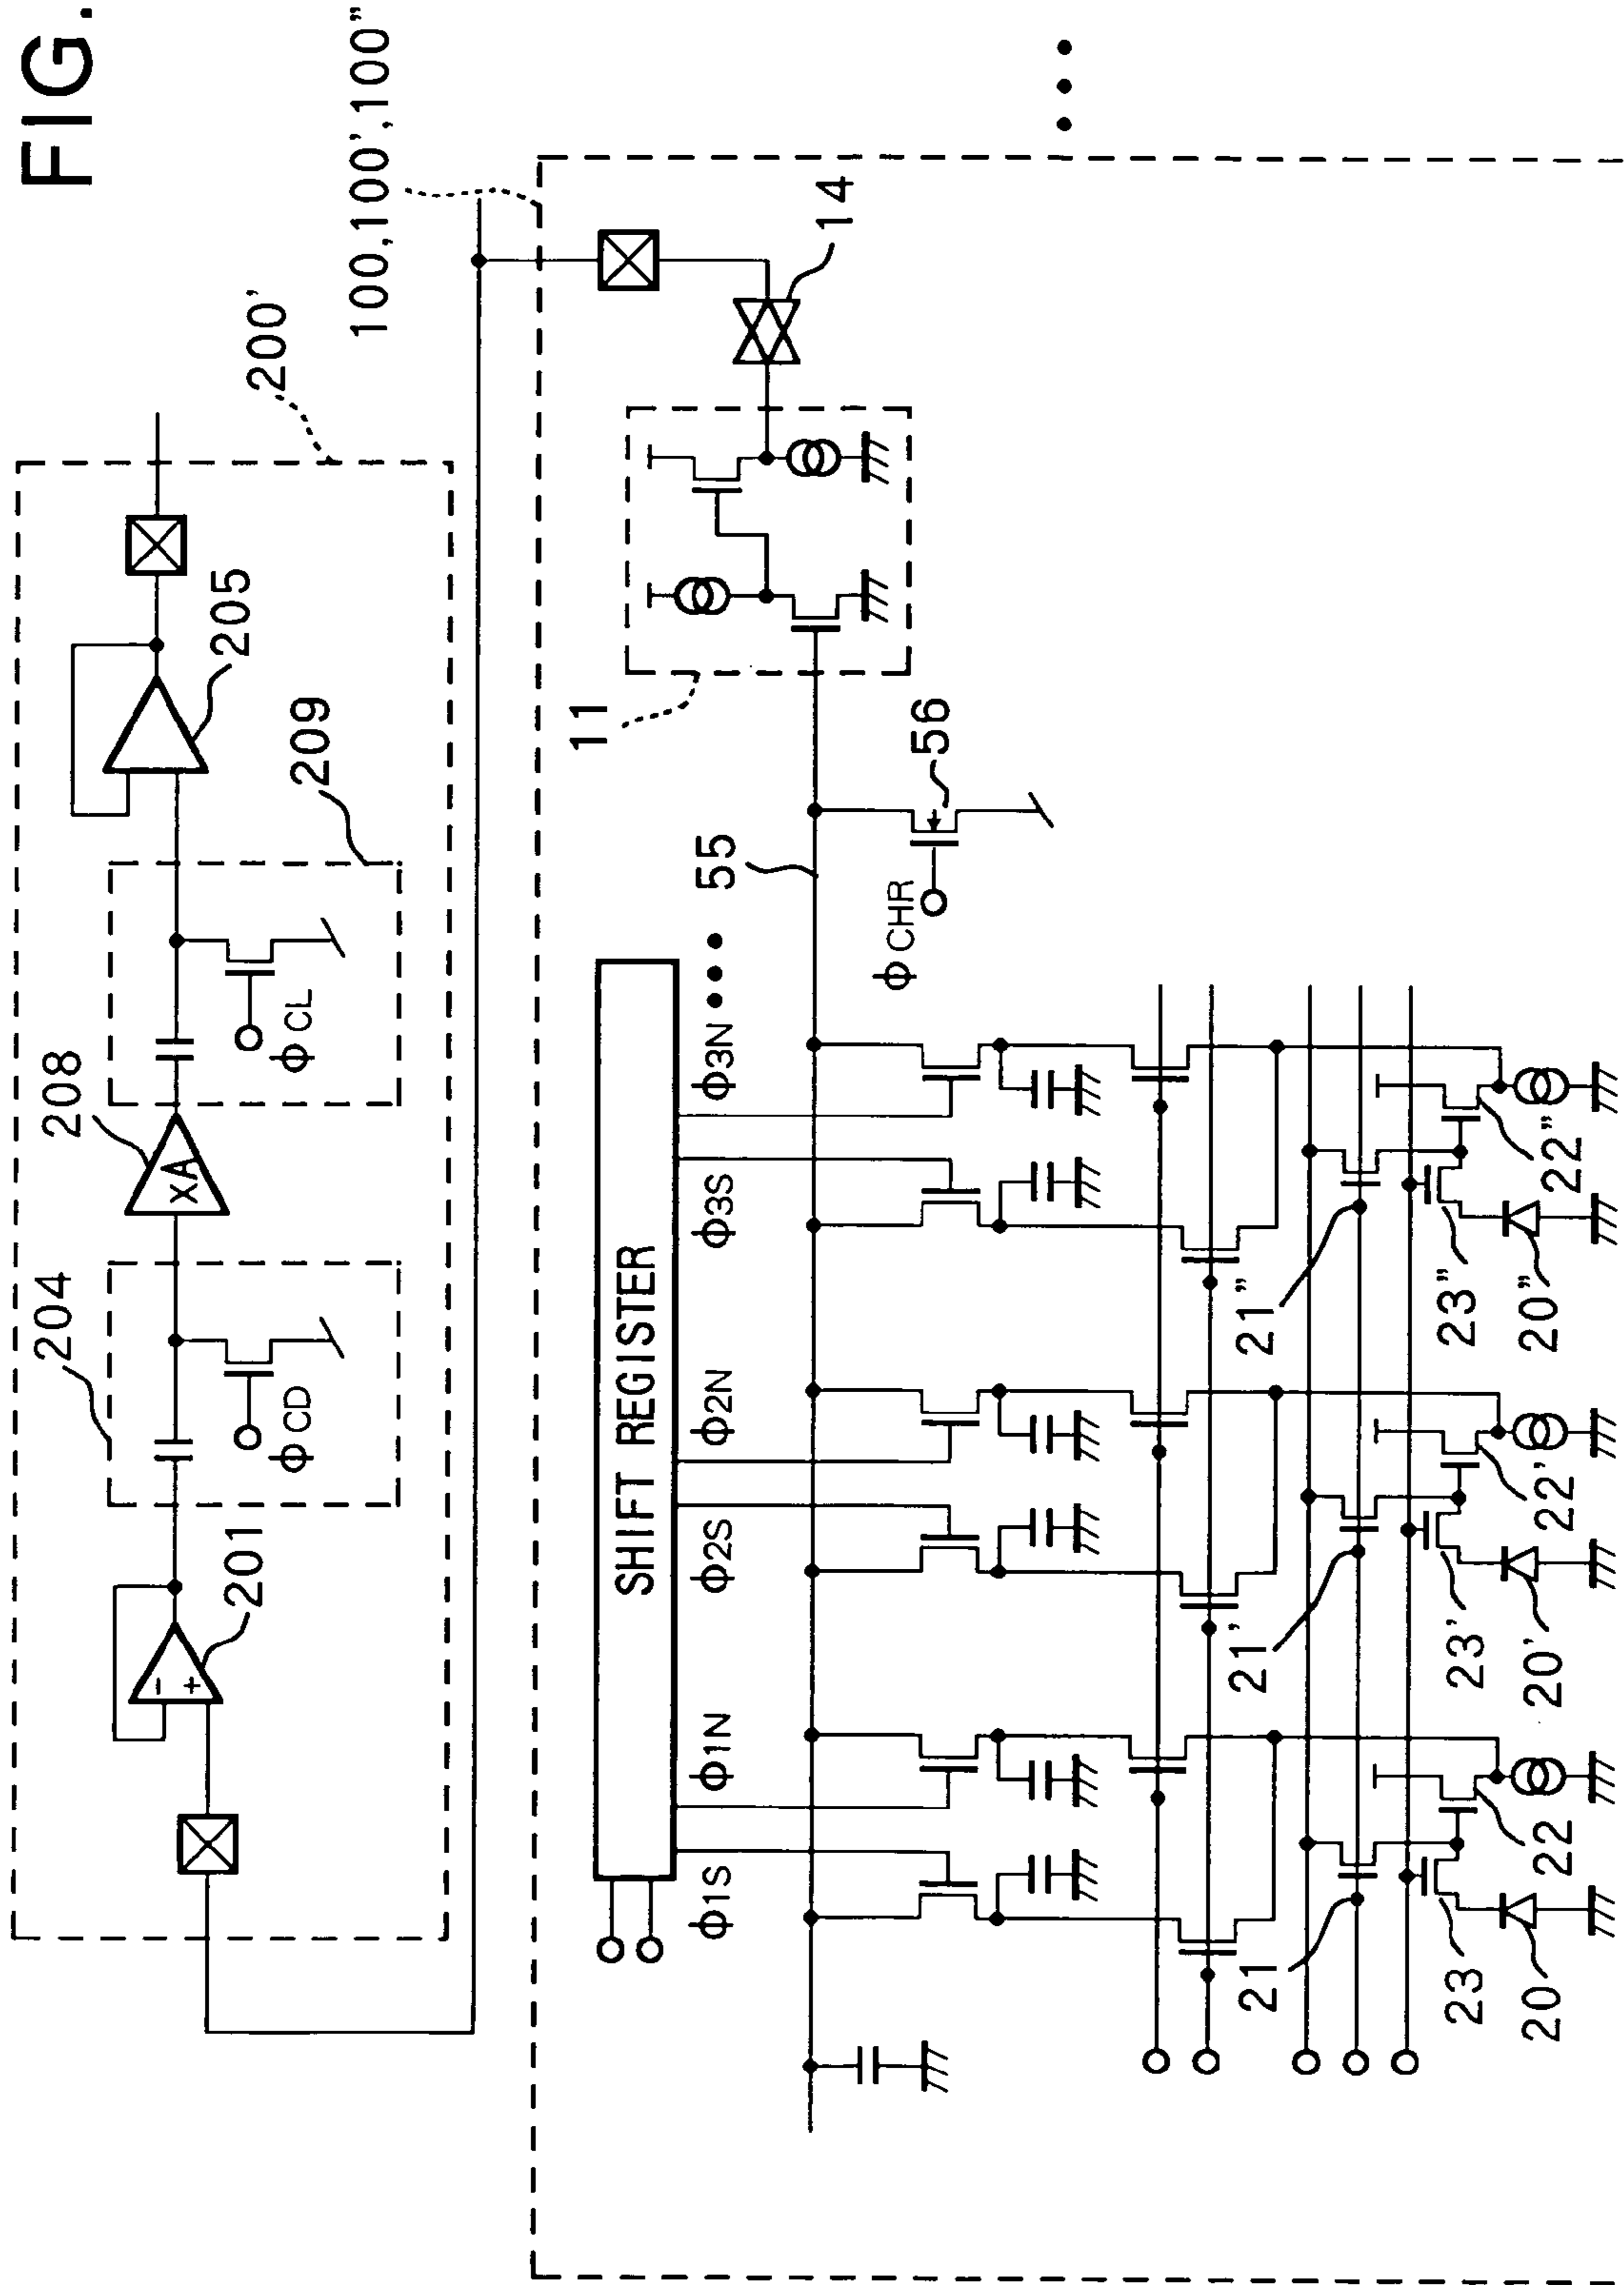 FIG.
200'
100,100',100"
204
208
209
205
201
xA
-
+
ϕCD
ϕCL
11
14
SHIFT REGISTER
55
56
ϕCHR
ϕ1S
ϕ1N
ϕ2S
ϕ2N
ϕ3S
ϕ3N
21
21'
21"
23
22
23'
22'
23"
22"
20
20'
20"